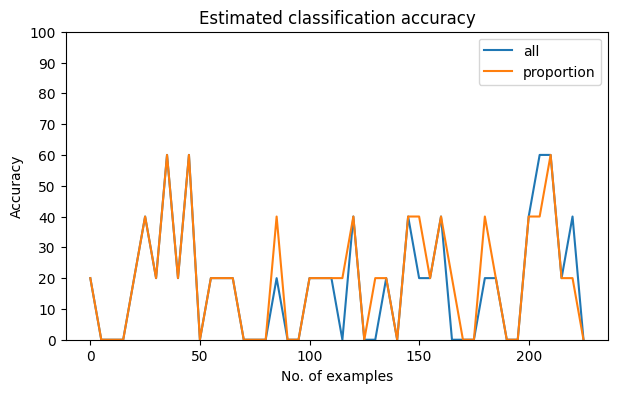 Estimated classification accuracy
100
90
80
70
60
50
40
30
20
10
0
Accuracy
all
proportion
0 50 100 150 200
No. of examples